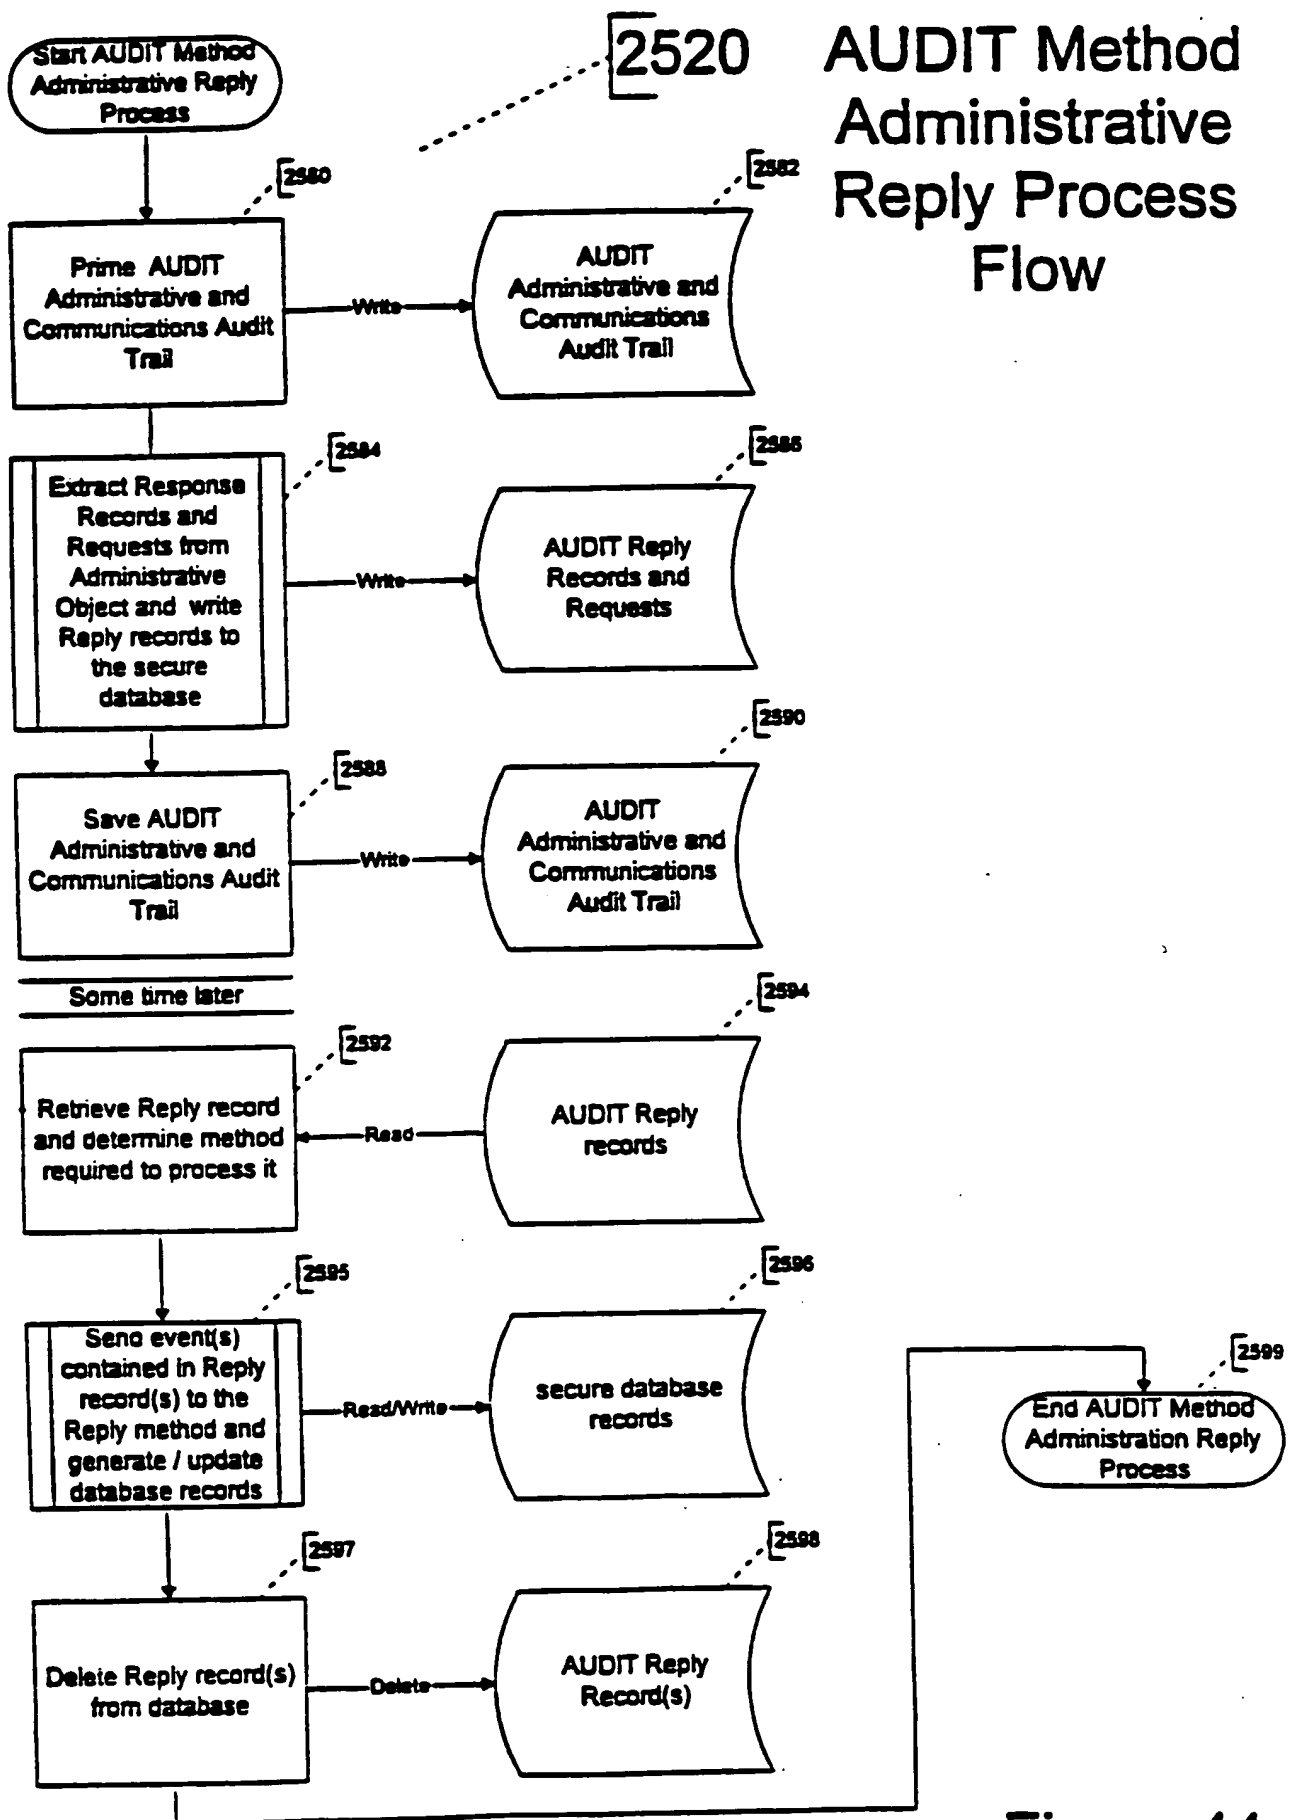 Start AUDIT Method
Administrative Reply
Process
2520
AUDIT Method
Administrative
Reply Process
Flow
2580
2582
Prime AUDIT
Administrative and
Communications Audit
Trail
Write
AUDIT
Administrative and
Communications
Audit Trail
2584
2586
Extract Response
Records and
Requests from
Administrative
Object and write
Reply records to
the secure
database
Write
AUDIT Reply
Records and
Requests
2588
2590
Save AUDIT
Administrative and
Communications Audit
Trail
Write
AUDIT
Administrative and
Communications
Audit Trail
Some time later
2592
2594
Retrieve Reply record
and determine method
required to process it
Read
AUDIT Reply
records
2595
2596
Send event(s)
contained in Reply
record(s) to the
Reply method and
generate / update
database records
Read/Write
secure database
records
2599
End AUDIT Method
Administration Reply
Process
2597
2598
Delete Reply record(s)
from database
Delete
AUDIT Reply
Record(s)